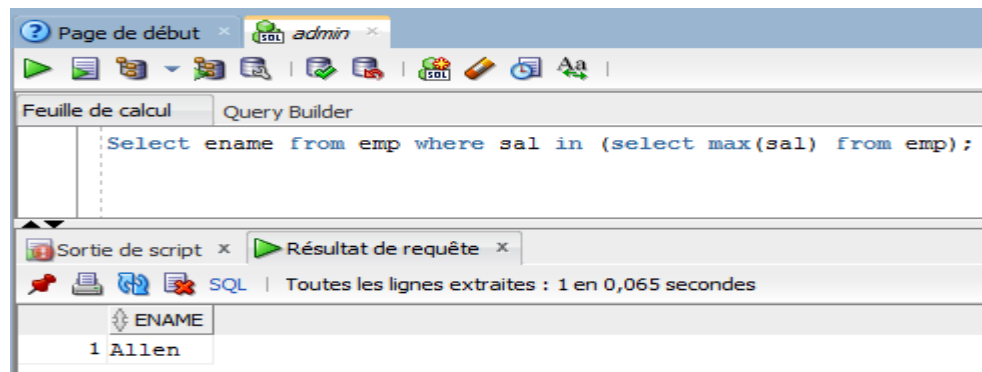 Page de début
admin
Feuille de calcul Query Builder
Select ename from emp where sal in (select max(sal) from emp);
Sortie de script x Résultat de requête x
SQL | Toutes les lignes extraites : 1 en 0,065 secondes
ENAME
1 Allen